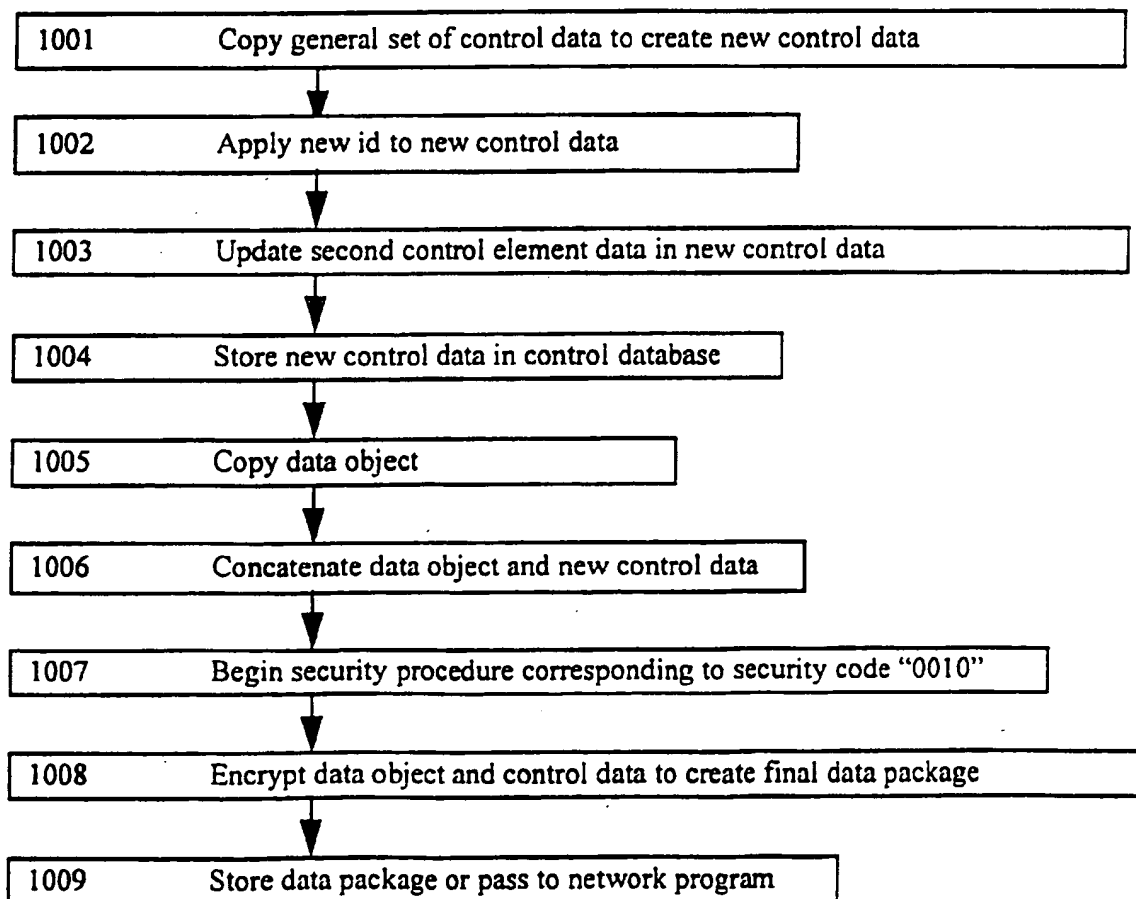 1001 Copy general set of control data to create new control data
1002 Apply new id to new control data
1003 Update second control element data in new control data
1004 Store new control data in control database
1005 Copy data object
1006 Concatenate data object and new control data
1007 Begin security procedure corresponding to security code “0010”
1008 Encrypt data object and control data to create final data package
1009 Store data package or pass to network program